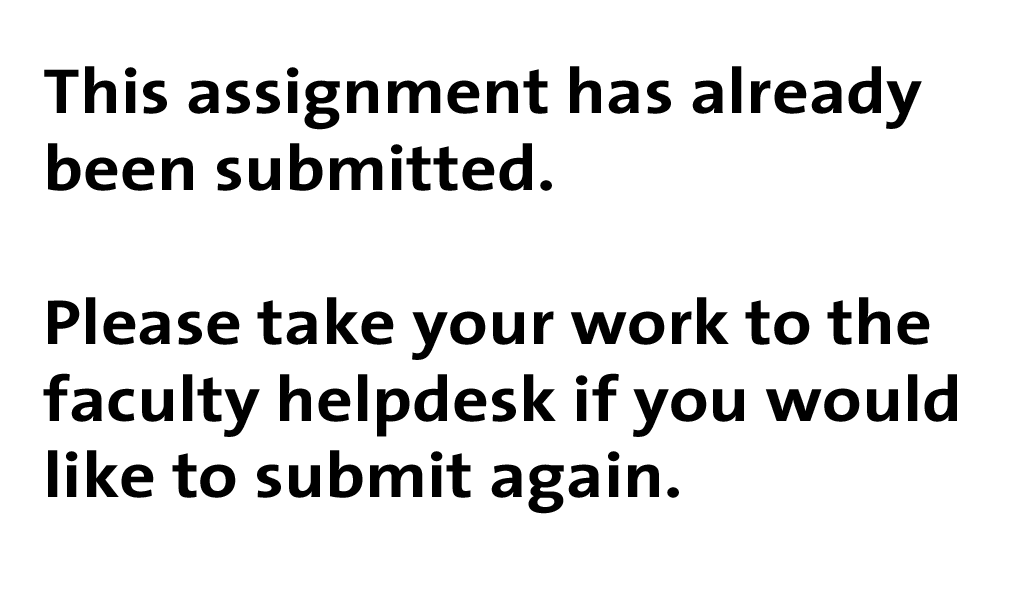 This assignment has already
been submitted.
Please take your work to the
faculty helpdesk if you would
like to submit again.